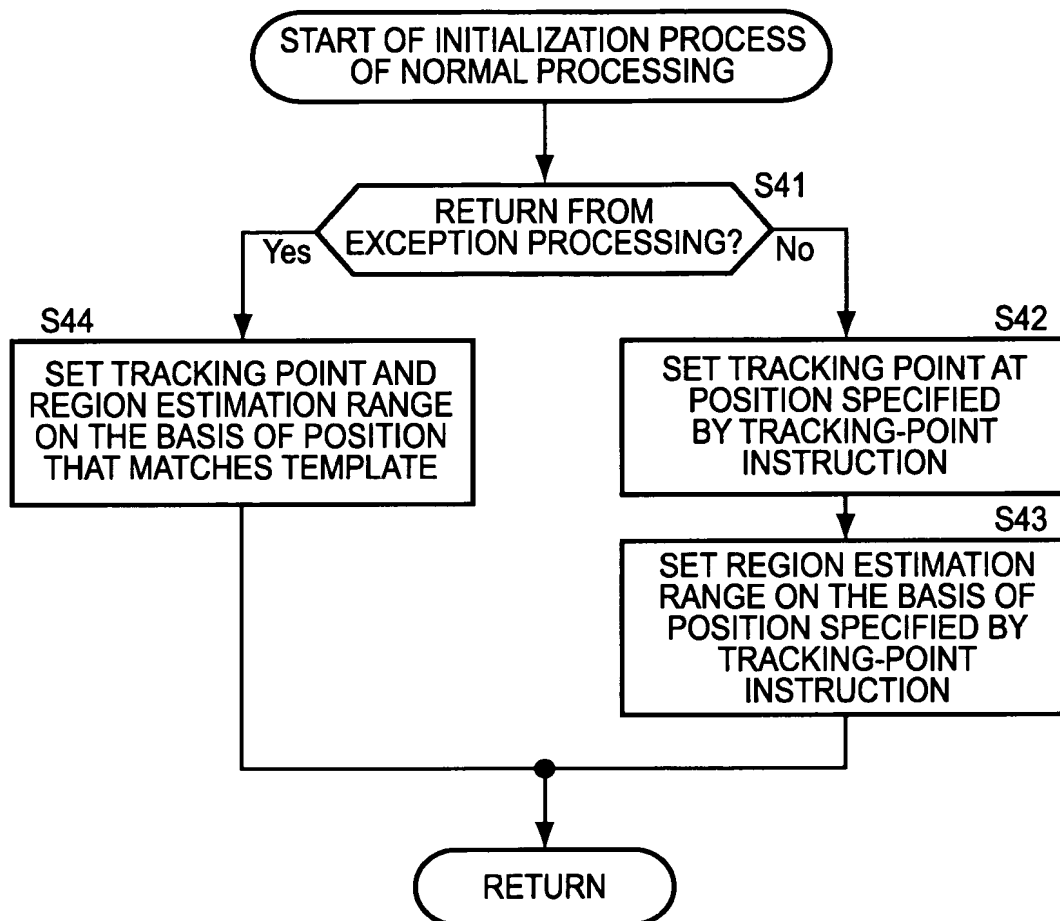 START OF INITIALIZATION PROCESS
OF NORMAL PROCESSING
S41
RETURN FROM
EXCEPTION PROCESSING?
Yes
No
S44
SET TRACKING POINT AND
REGION ESTIMATION RANGE
ON THE BASIS OF POSITION
THAT MATCHES TEMPLATE
S42
SET TRACKING POINT AT
POSITION SPECIFIED
BY TRACKING-POINT
INSTRUCTION
S43
SET REGION ESTIMATION
RANGE ON THE BASIS OF
POSITION SPECIFIED BY
TRACKING-POINT
INSTRUCTION
RETURN